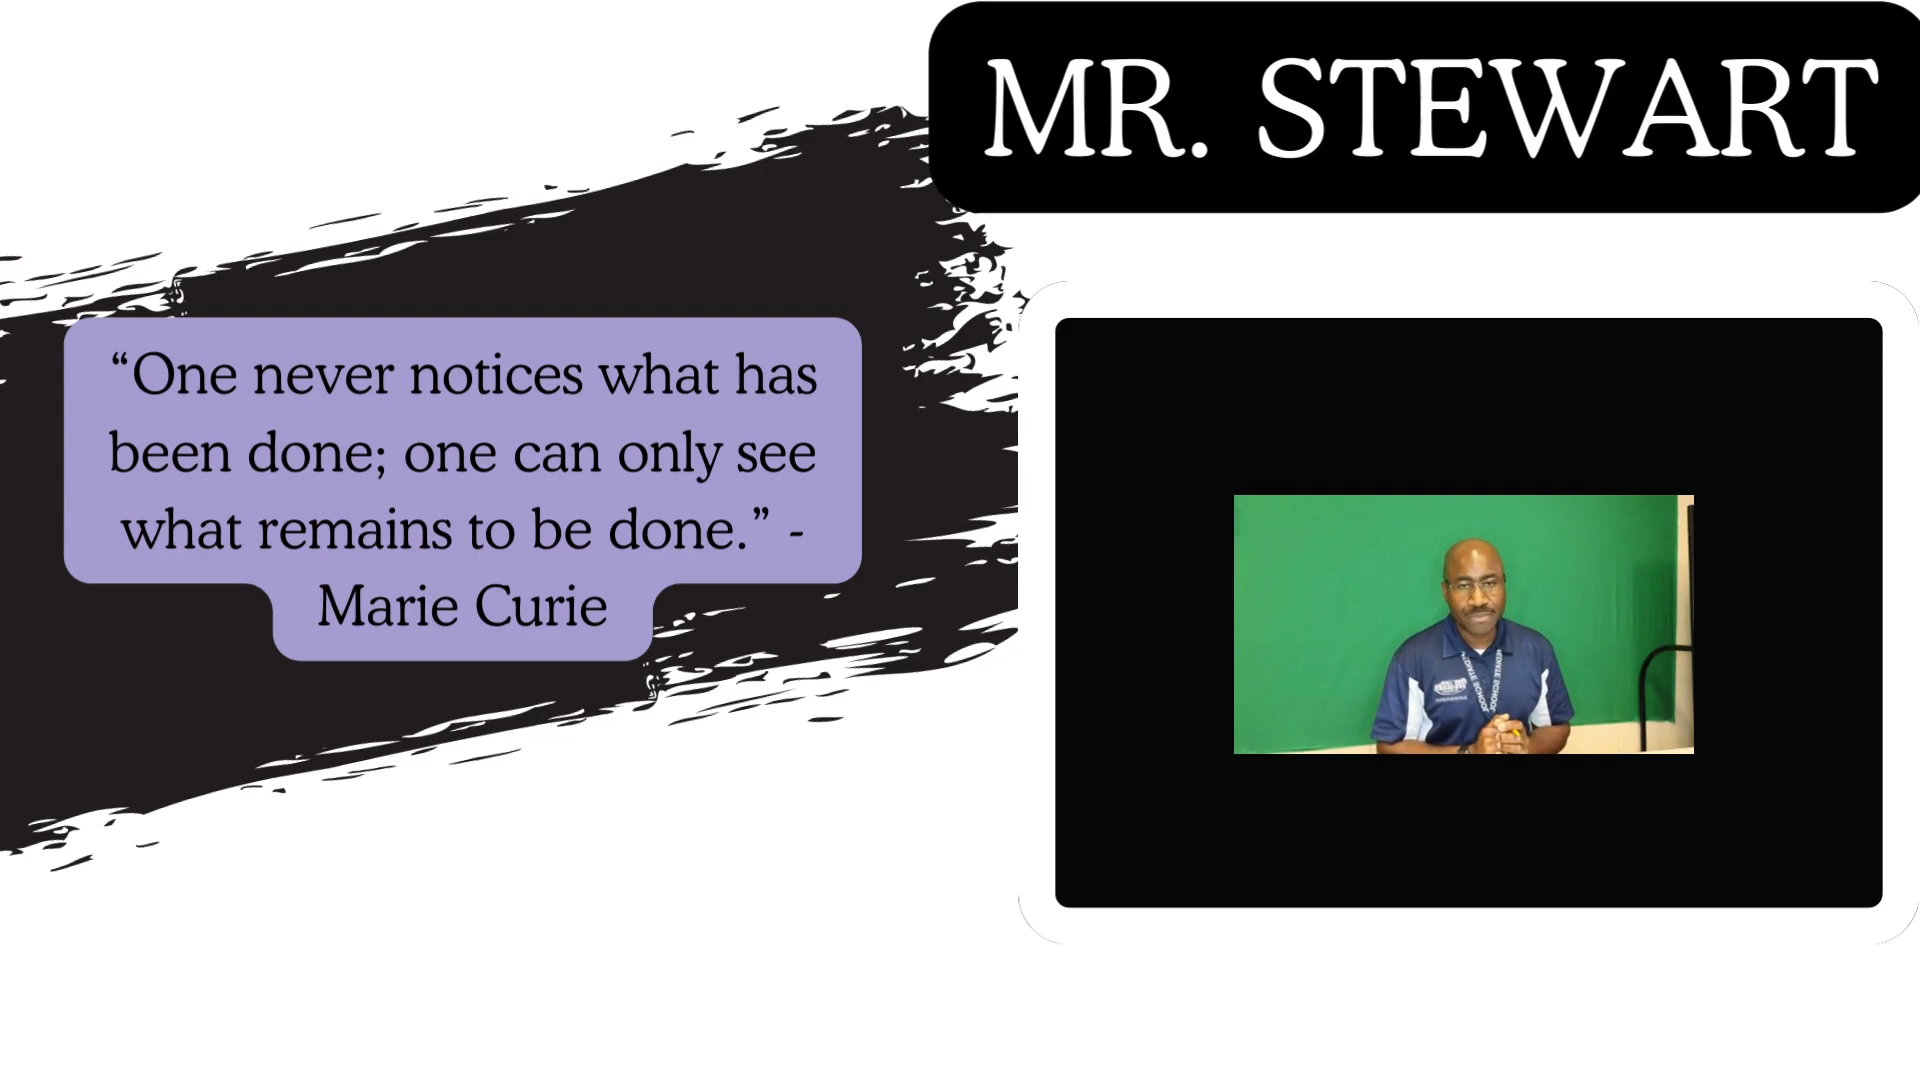 MR. STEWART
“One never notices what has
been done; one can only see
what remains to be done.” -
Marie Curie